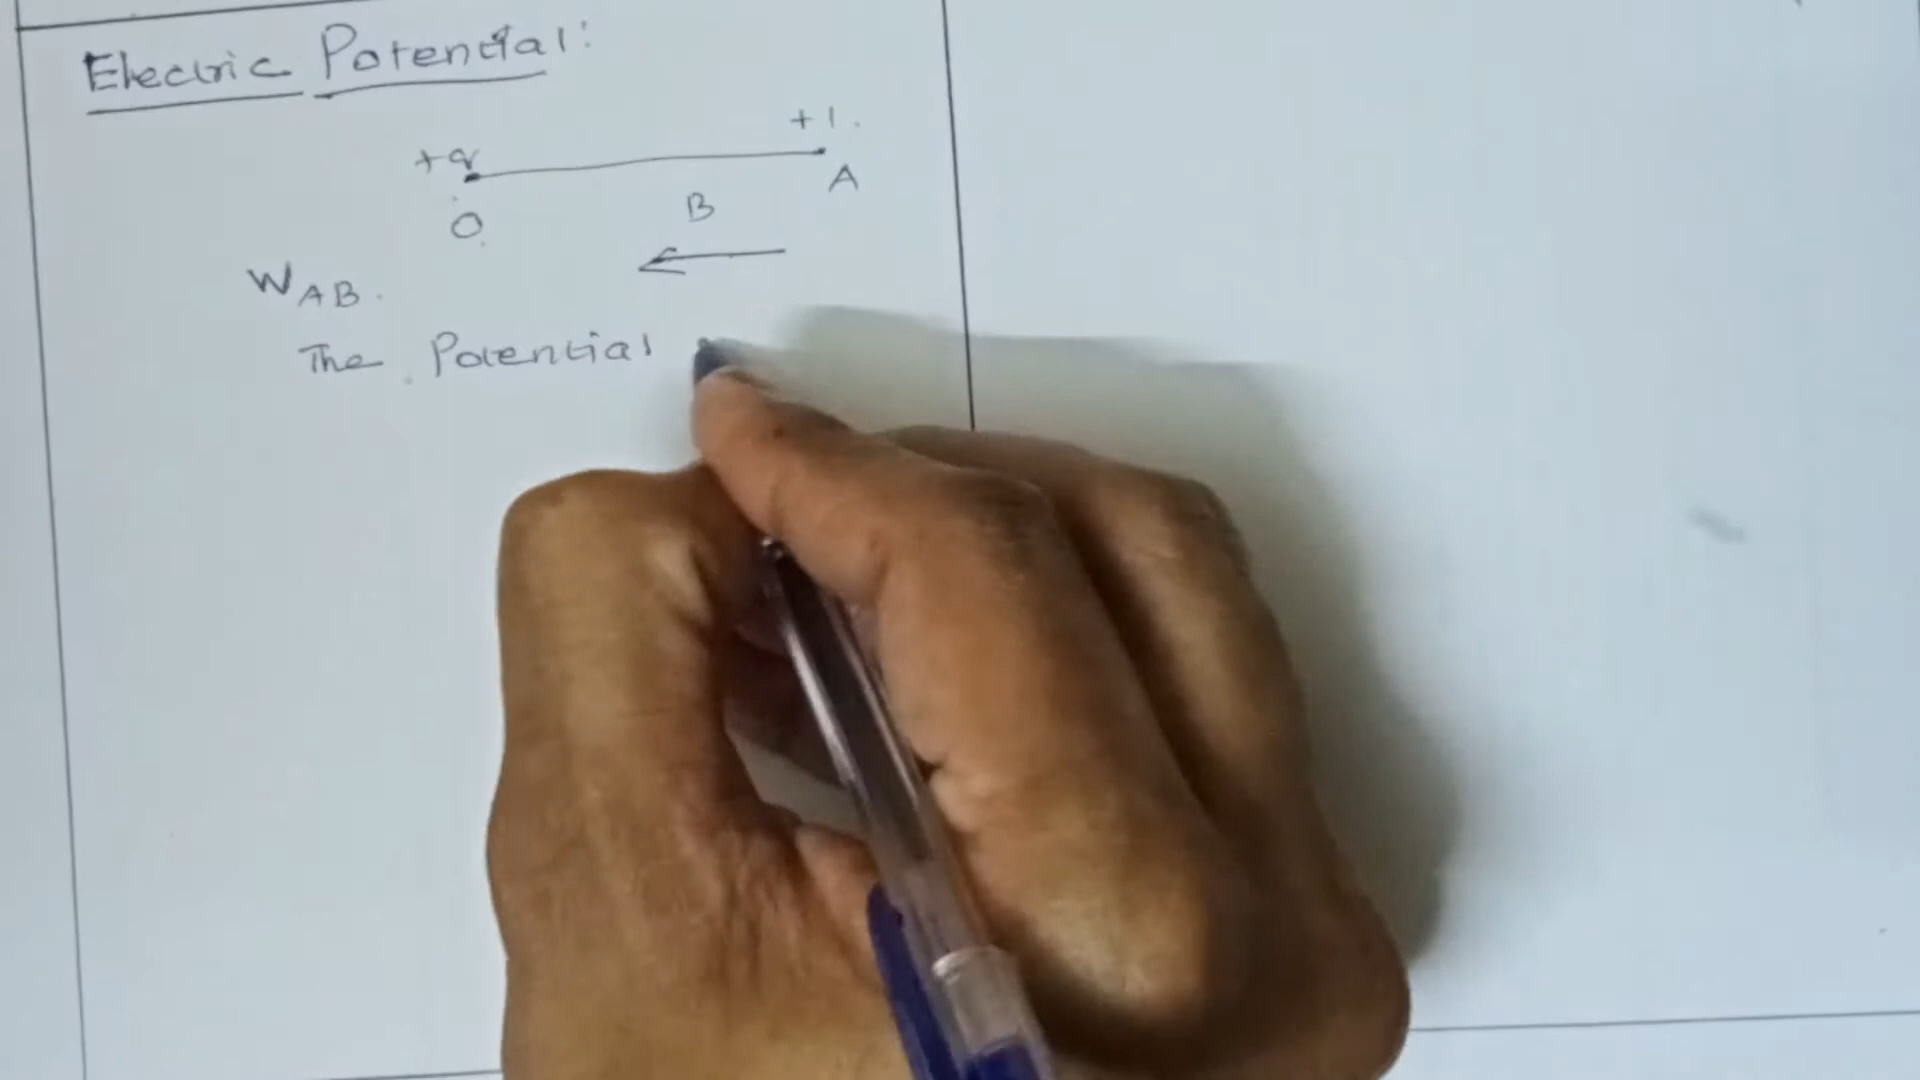 Electric Potential:
+1.
+q
A
B
O
WAB.
The Potential